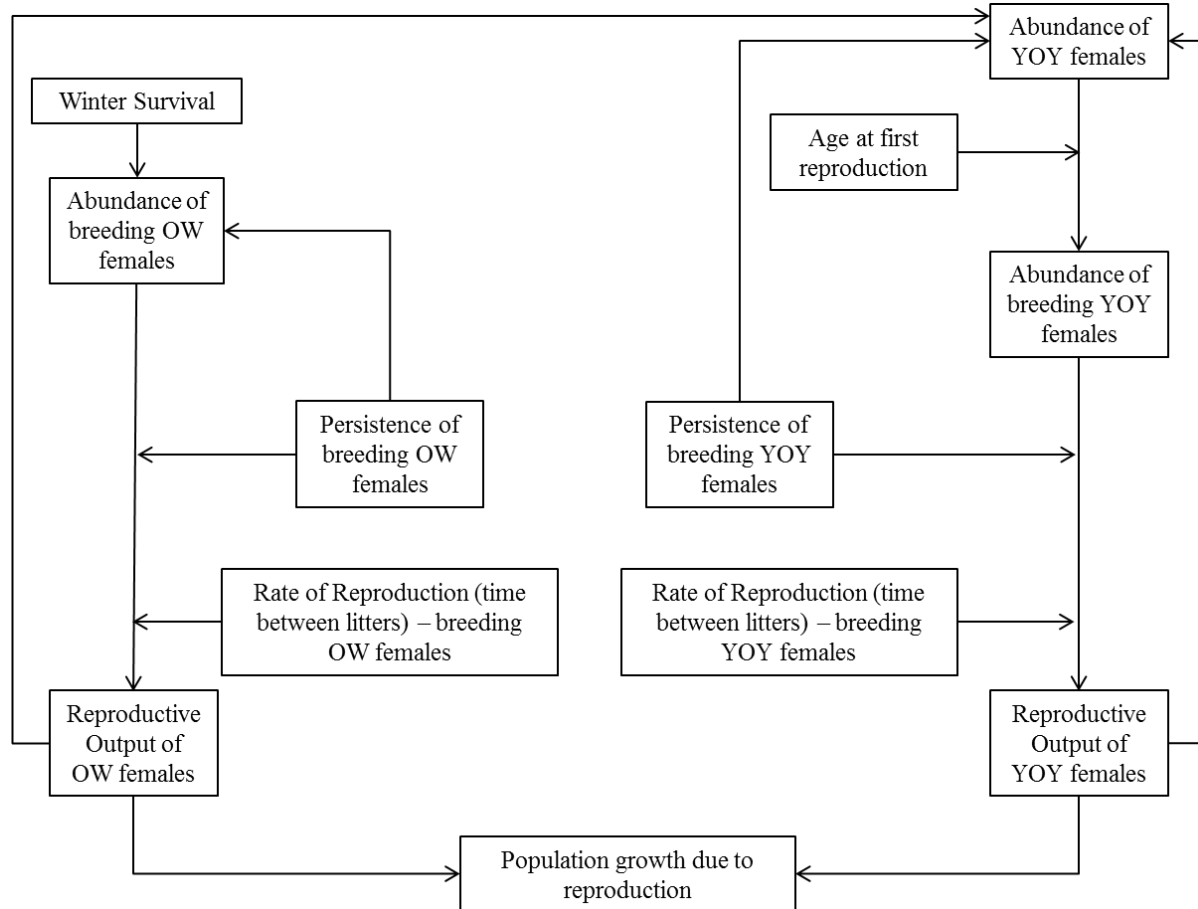 Abundance of
YOY females
Winter Survival
Age at first
reproduction
Abundance of
breeding OW
females
Abundance of
breeding YOY
females
Persistence of
breeding OW
females
Persistence of
breeding YOY
females
Rate of Reproduction (time
between litters) – breeding
OW females
Rate of Reproduction (time
between litters) – breeding
YOY females
Reproductive
Output of
OW females
Reproductive
Output of
YOY females
Population growth due to
reproduction